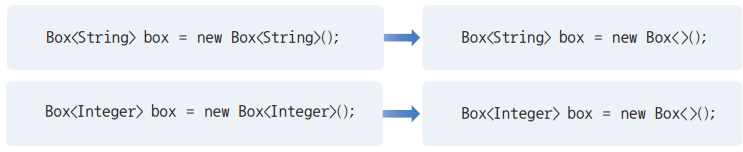 Box<String> box = new Box<String>();
Box<String> box = new Box< >();
Box<Integer> box = new Box<Integer>();
Box<Integer> box = new Box< >();